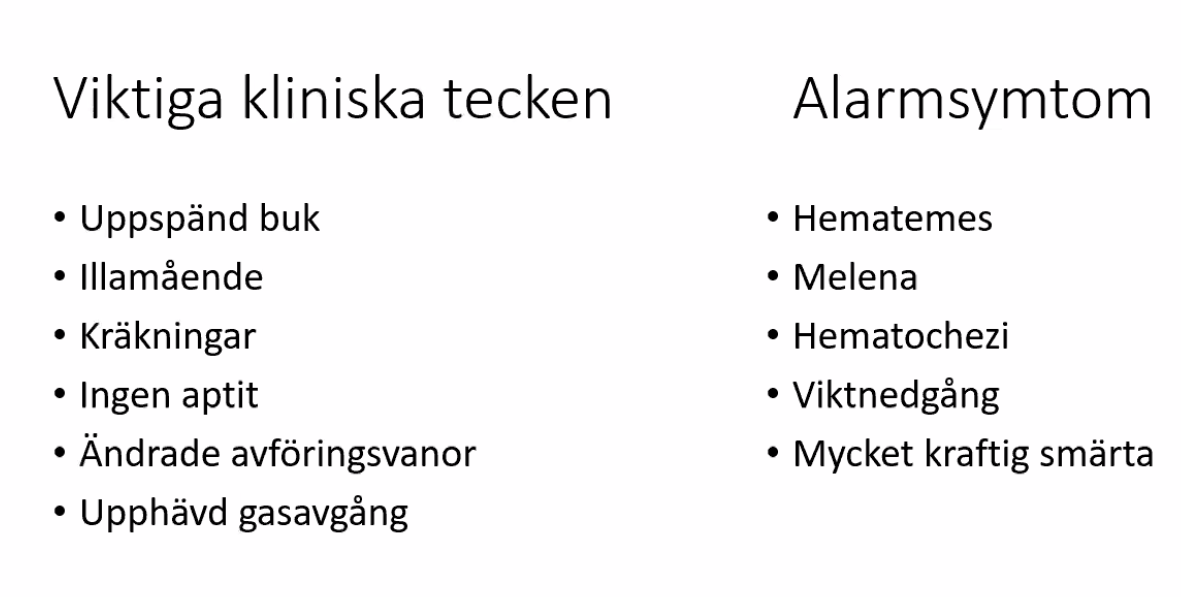 Viktiga kliniska tecken
• Uppspänd buk
• Illamående
• Kräkningar
• Ingen aptit
• Ändrade avföringsvanor
• Upphävd gasavgång
Alarmsymtom
• Hematemes
• Melena
• Hematochezi
• Viktnedgång
• Mycket kraftig smärta